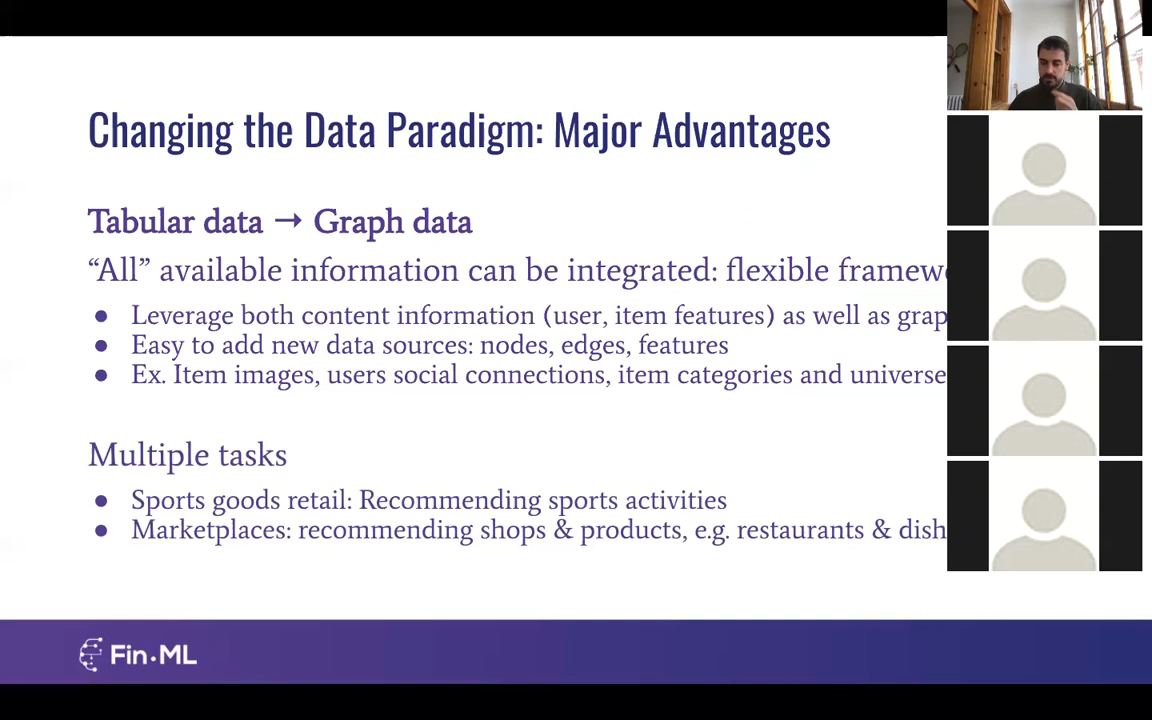 Changing the Data Paradigm: Major Advantages
Tabular data → Graph data
“All” available information can be integrated: flexible
● Leverage both content information (user, item features) as well as
● Easy to add new data sources: nodes, edges, features
● Ex. Item images, users social connections, item categories and universe
Multiple tasks
● Sports goods retail: Recommending sports activities
● Marketplaces: recommending shops & products, e.g. restaurants &
Fin·ML